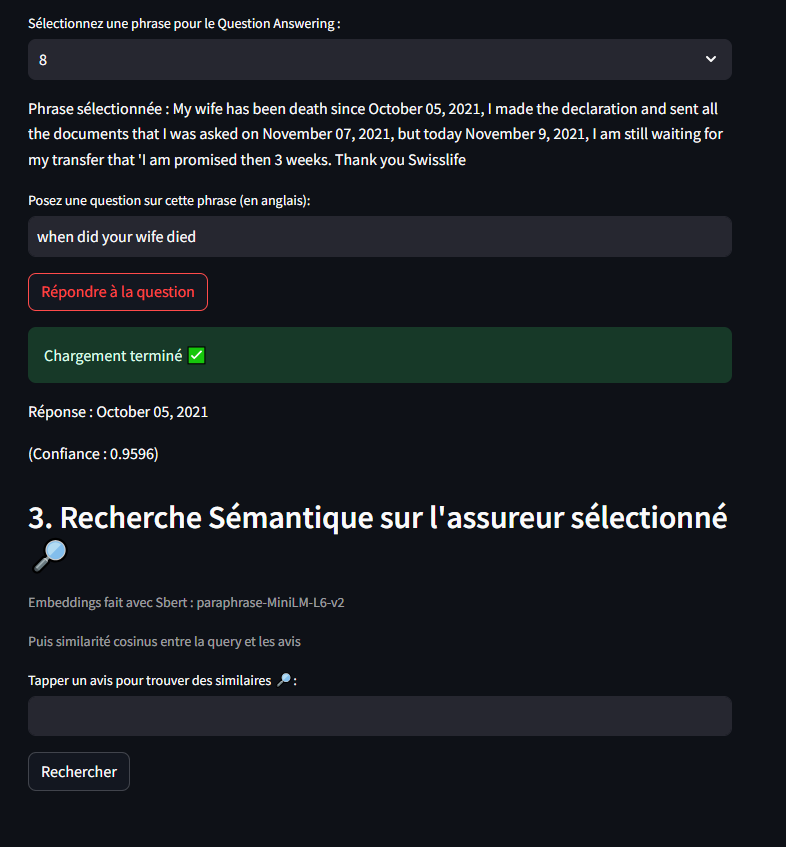 Sélectionnez une phrase pour le Question Answering :
8
Phrase sélectionnée : My wife has been death since October 05, 2021, I made the declaration and sent all
the documents that I was asked on November 07, 2021, but today November 9, 2021, I am still waiting for
my transfer that 'I am promised then 3 weeks. Thank you Swisslife
Posez une question sur cette phrase (en anglais):
when did your wife died
Répondre à la question
Chargement terminé ✅
Réponse : October 05, 2021
(Confiance : 0.9596)
3. Recherche Sémantique sur l'assureur sélectionné
🔎
Embeddings fait avec Sbert : paraphrase-MiniLM-L6-v2
Puis similarité cosinus entre la query et les avis
Tapper un avis pour trouver des similaires 🔎 :
Rechercher